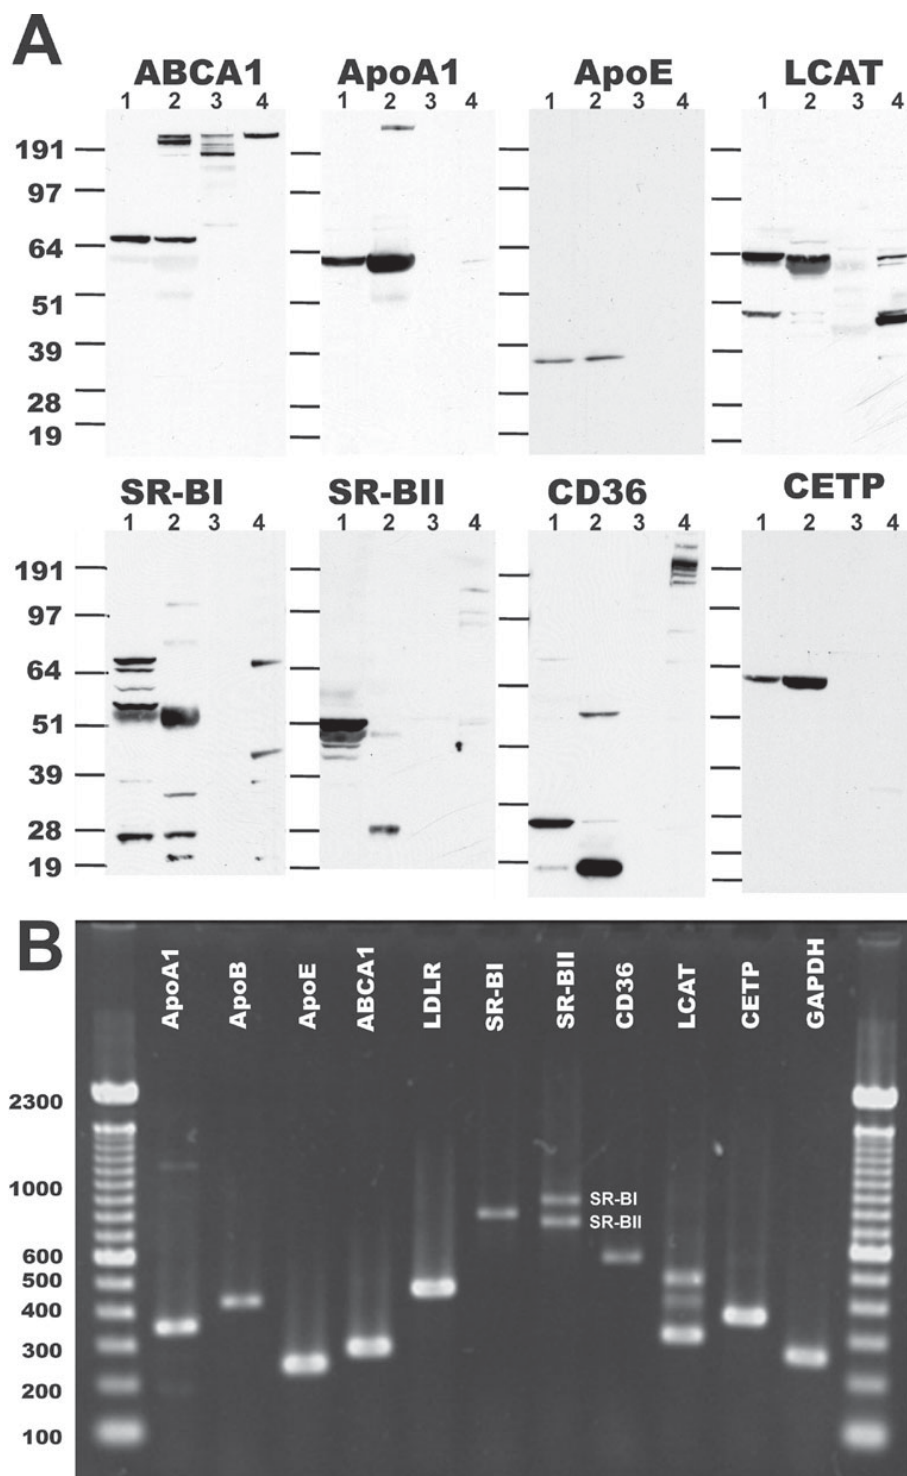 A
ABCA1 ApoA1 ApoE LCAT
1 2 3 4 1 2 3 4 1 2 3 4 1 2 3 4
191
97
64
51
39
28
19
SR-BI SR-BII CD36 CETP
1 2 3 4 1 2 3 4 1 2 3 4 1 2 3 4
191
97
64
51
39
28
19
B
ApoA1 ApoB ApoE ABCA1 LDLR SR-BI SR-BII CD36 LCAT CETP GAPDH
2300
1000
SR-BI
SR-BII
600
500
400
300
200
100